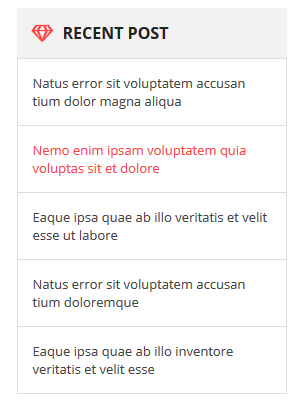 RECENT POST
Natus error sit voluptatem accusan
tium dolor magna aliqua
Nemo enim ipsam voluptatem quia
voluptas sit et dolore
Eaque ipsa quae ab illo veritatis et velit
esse ut labore
Natus error sit voluptatem accusan
tium doloremque
Eaque ipsa quae ab illo inventore
veritatis et velit esse